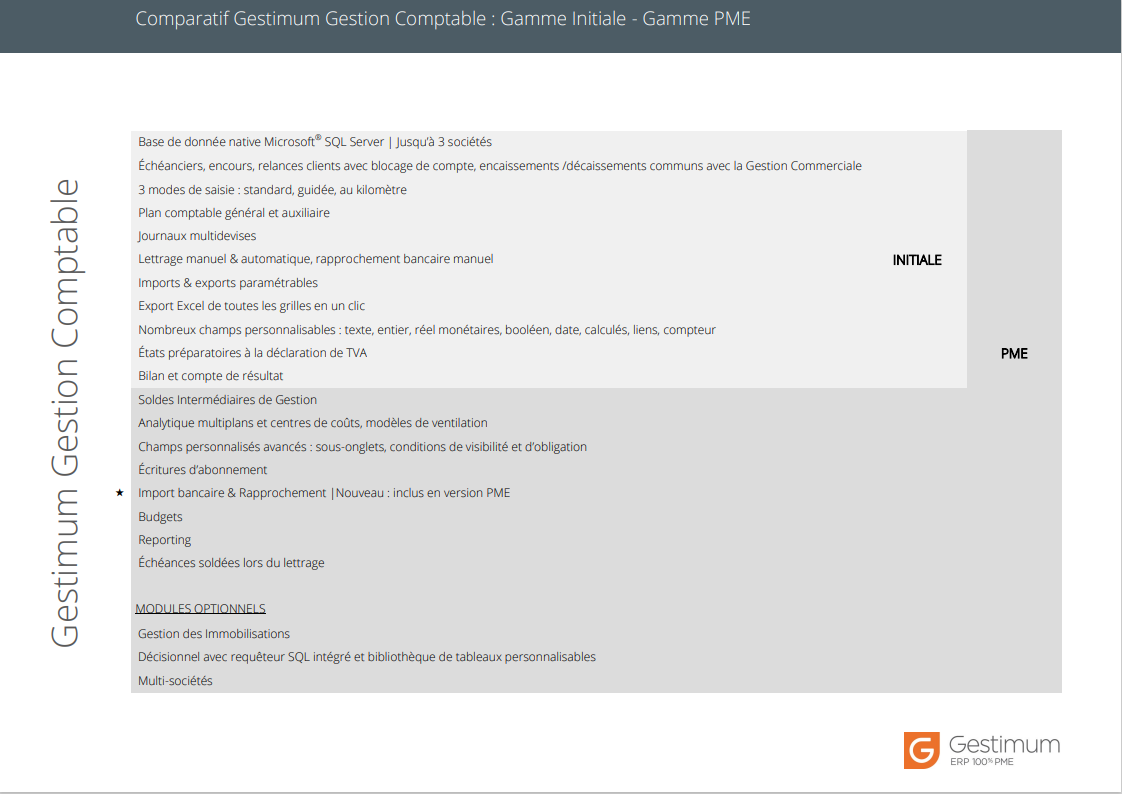 Comparatif Gestimum Gestion Comptable : Gamme Initiale - Gamme PME
Gestimum Gestion Comptable
Base de donnée native Microsoft® SQL Server | Jusqu'à 3 sociétés
Échéanciers, encours, relances clients avec blocage de compte, encaissements /décaissements communs avec la Gestion Commerciale
3 modes de saisie : standard, guidée, au kilomètre
Plan comptable général et auxiliaire
Journaux multidevises
Lettrage manuel & automatique, rapprochement bancaire manuel
INITIALE
Imports & exports paramétrables
Export Excel de toutes les grilles en un clic
Nombreux champs personnalisables : texte, entier, réel monétaires, booléen, date, calculés, liens, compteur
États préparatoires à la déclaration de TVA
PME
Bilan et compte de résultat
Soldes Intermédiaires de Gestion
Analytique multiplans et centres de coûts, modèles de ventilation
Champs personnalisés avancés : sous-onglets, conditions de visibilité et d'obligation
Écritures d'abonnement
★ Import bancaire & Rapprochement |Nouveau : inclus en version PME
Budgets
Reporting
Échéances soldées lors du lettrage
MODULES OPTIONNELS
Gestion des Immobilisations
Décisionnel avec requêteur SQL intégré et bibliothèque de tableaux personnalisables
Multi-sociétés
Gestimum
ERP 100% PME